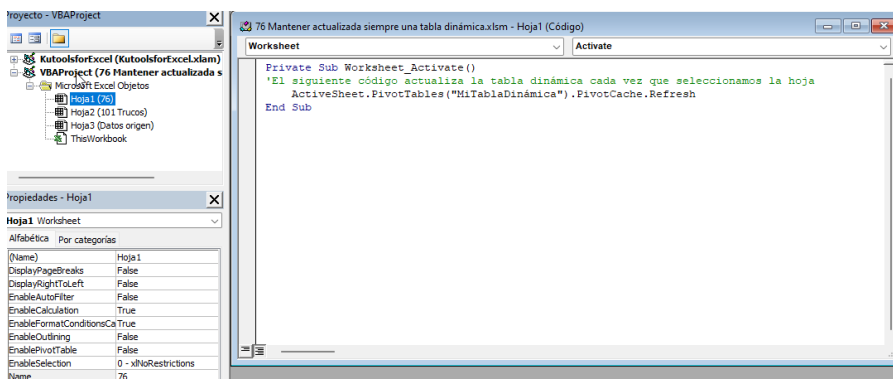 Proyecto - VBAProject
KutoolsforExcel (KutoolsforExcel.xlam)
VBAProject (76 Mantener actualizada s
Microsoft Excel Objetos
Hoja1 (76)
Hoja2 (101 Trucos)
Hoja3 (Datos origen)
ThisWorkbook
Propiedades - Hoja1
Hoja1 Worksheet
Alfabética Por categorías
(Name) Hoja1
DisplayPageBreaks False
DisplayRightToLeft False
EnableAutoFilter False
EnableCalculation True
EnableFormatConditionsCa True
EnableOutlining False
EnablePivotTable False
EnableSelection 0 - xlNoRestrictions
Name 76
76 Mantener actualizada siempre una tabla dinámica.xlsm - Hoja1 (Código)
Worksheet Activate
Private Sub Worksheet_Activate()
'El siguiente código actualiza la tabla dinámica cada vez que seleccionamos la hoja
ActiveSheet.PivotTables("MiTablaDinámica").PivotCache.Refresh
End Sub